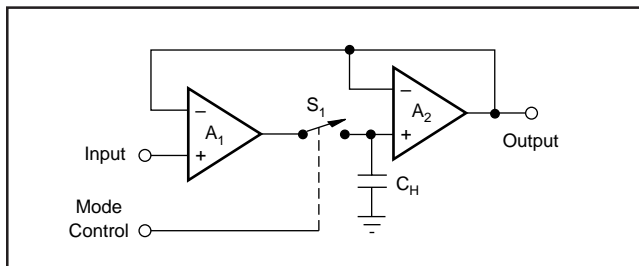 S1
−
A1
+
−
A2
+
Input
Output
CH
Mode
Control